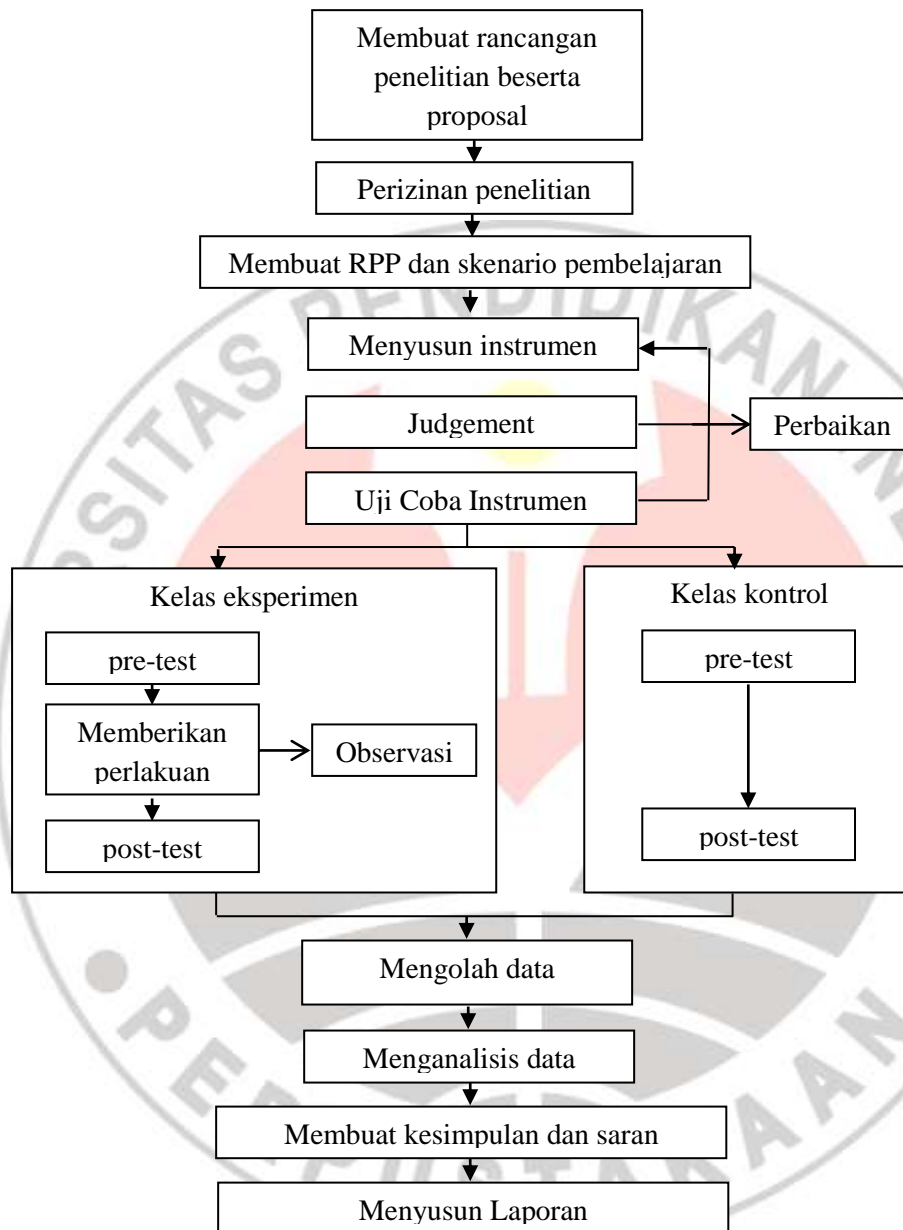 Membuat rancangan
penelitian beserta
proposal
Perizinan penelitian
Membuat RPP dan skenario pembelajaran
Menyusun instrumen
Judgement
Perbaikan
Uji Coba Instrumen
Kelas eksperimen
Kelas kontrol
pre-test
pre-test
Memberikan
perlakuan
Observasi
post-test
post-test
Mengolah data
Menganalisis data
Membuat kesimpulan dan saran
Menyusun Laporan
PENDIDIKAN
PERPUSTAKAAN